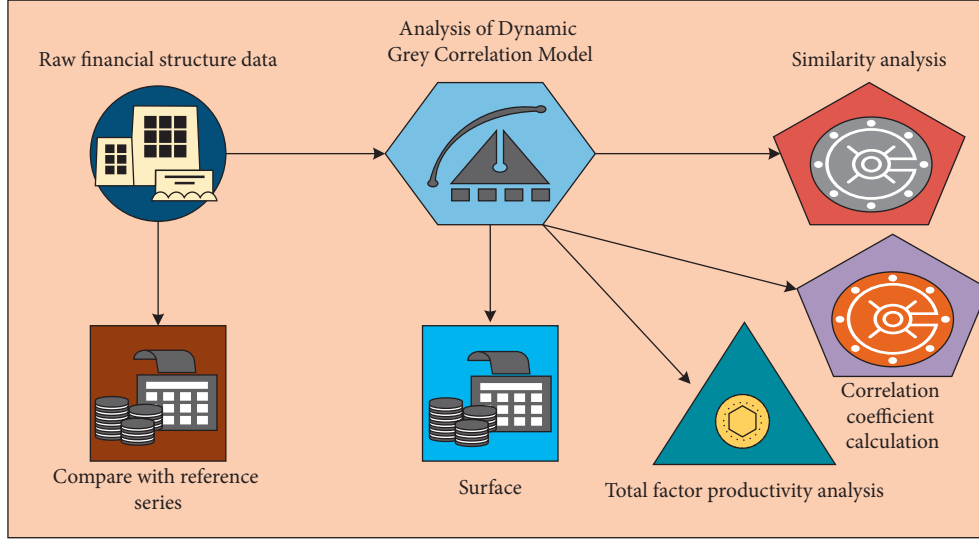 Raw financial structure data
Analysis of Dynamic
Grey Correlation Model
Similarity analysis
Compare with reference
series
Surface
Total factor productivity analysis
Correlation
coefficient
calculation